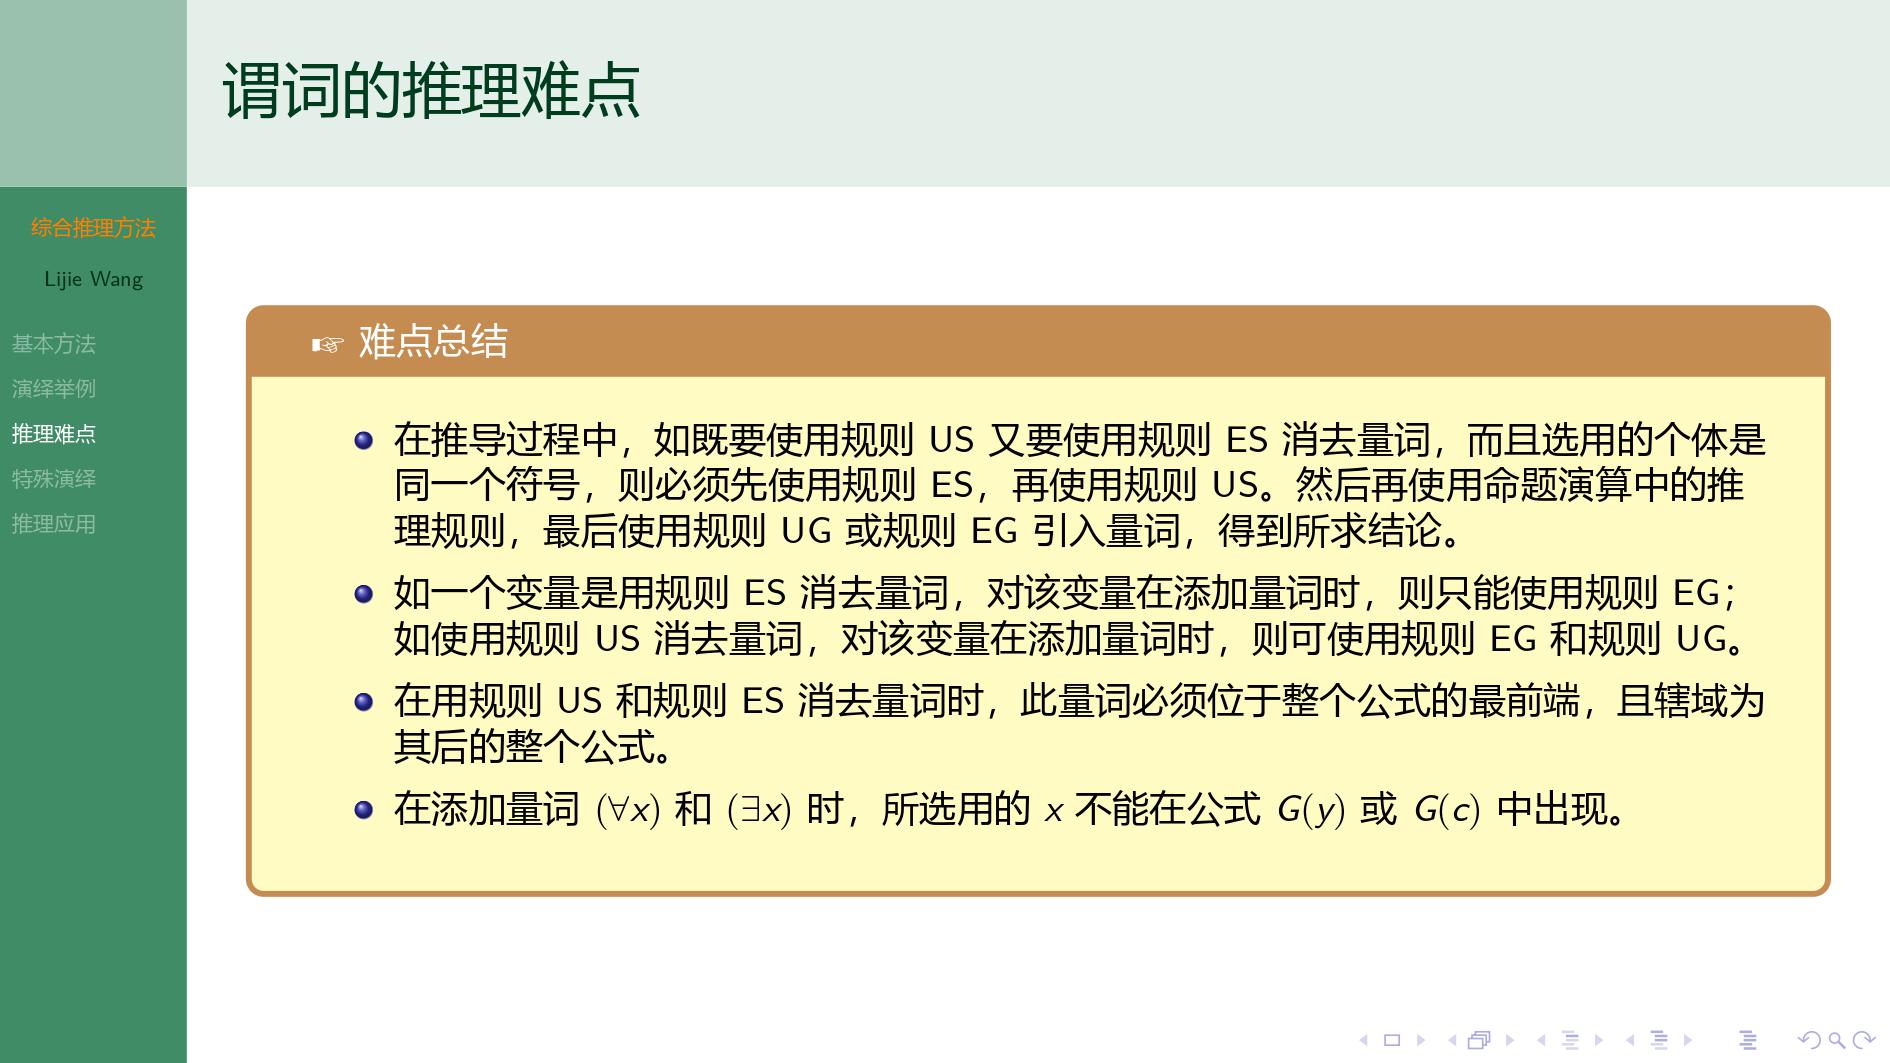 谓词的推理难点
综合推理方法
Lijie Wang
基本方法
演绎举例
推理难点
特殊演绎
推理应用
☞ 难点总结
在推导过程中，如既要使用规则 US 又要使用规则 ES 消去量词，而且选用的个体是
同一个符号，则必须先使用规则 ES，再使用规则 US。然后再使用命题演算中的推
理规则，最后使用规则 UG 或规则 EG 引入量词，得到所求结论。
如一个变量是用规则 ES 消去量词，对该变量在添加量词时，则只能使用规则 EG；
如使用规则 US 消去量词，对该变量在添加量词时，则可使用规则 EG 和规则 UG。
在用规则 US 和规则 ES 消去量词时，此量词必须位于整个公式的最前端，且辖域为
其后的整个公式。
在添加量词 (∀x) 和 (∃x) 时，所选用的 x 不能在公式 G(y) 或 G(c) 中出现。